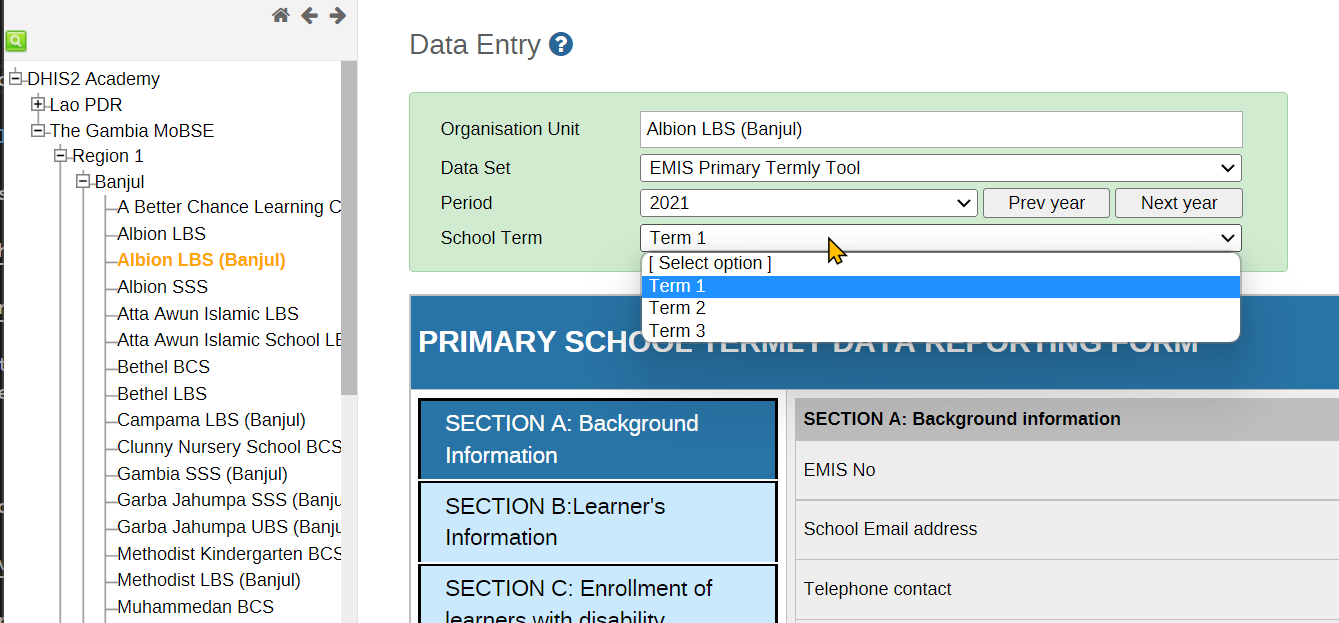 DHIS2 Academy
Lao PDR
The Gambia MoBSE
Region 1
Banjul
A Better Chance Learning C
Albion LBS
Albion LBS (Banjul)
Albion SSS
Atta Awun Islamic LBS
Atta Awun Islamic School LE
Bethel BCS
Bethel LBS
Campama LBS (Banjul)
Clunny Nursery School BCS
Gambia SSS (Banjul)
Garba Jahumpa SSS (Banju
Garba Jahumpa UBS (Banju
Methodist Kindergarten BCS
Methodist LBS (Banjul)
Muhammedan BCS
Data Entry ?
Organisation Unit Albion LBS (Banjul)
Data Set EMIS Primary Termly Tool
Period 2021 Prev year Next year
School Term Term 1
[ Select option ]
Term 1
Term 2
Term 3
PRIMARY SCHOOL TERMLY DATA REPORTING FORM
SECTION A: Background
Information
SECTION B:Learner's
Information
SECTION C: Enrollment of
learners with disability
SECTION A: Background information
EMIS No
School Email address
Telephone contact